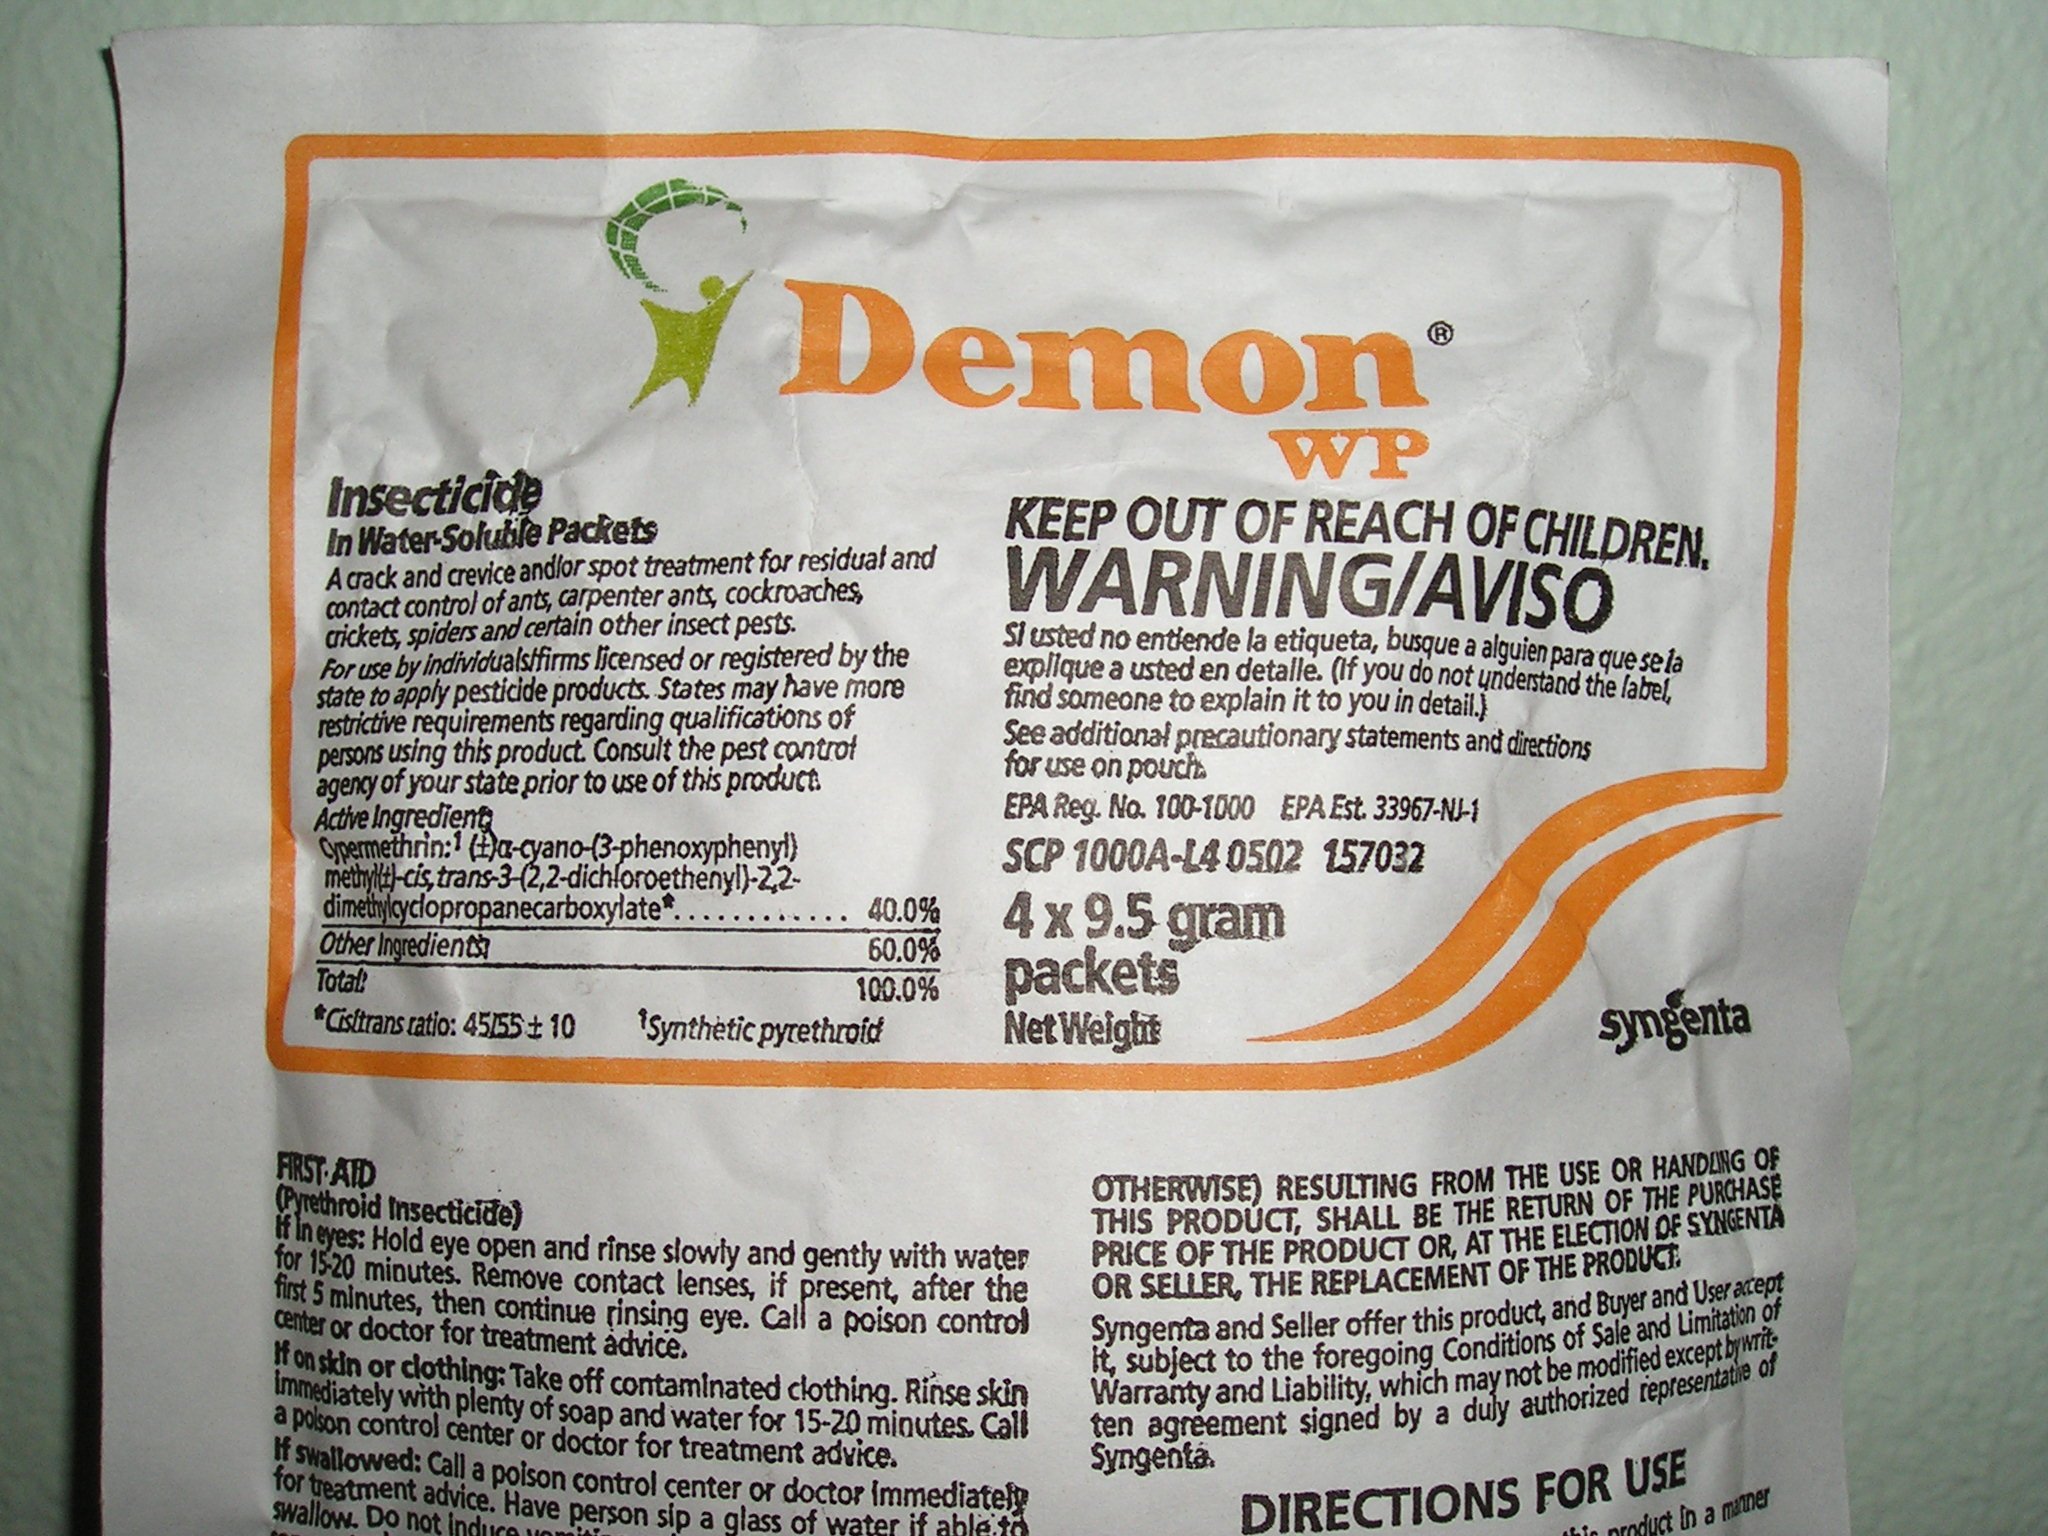 Demon®
WP
Insecticide
In Water-Soluble Packets
A crack and crevice and/or spot treatment for residual and
contact control of ants, carpenter ants, cockroaches,
crickets, spiders and certain other insect pests.
For use by individuals/firms licensed or registered by the
state to apply pesticide products. States may have more
restrictive requirements regarding qualifications of
persons using this product. Consult the pest control
agency of your state prior to use of this product.
Active Ingredient:
Cypermethrin:¹ (±)α-cyano-(3-phenoxyphenyl)
methyl(±)-cis,trans-3-(2,2-dichloroethenyl)-2,2-
dimethylcyclopropanecarboxylate*............. 40.0%
Other Ingredients: 60.0%
Total: 100.0%
*Cis/trans ratio: 45/55 ± 10 ¹Synthetic pyrethroid
KEEP OUT OF REACH OF CHILDREN.
WARNING/AVISO
Si usted no entiende la etiqueta, busque a alguien para que se la
explique a usted en detalle. (If you do not understand the label,
find someone to explain it to you in detail.)
See additional precautionary statements and directions
for use on pouch.
EPA Reg. No. 100-1000 EPA Est. 33967-NJ-1
SCP 1000A-L4 0502 157032
4 x 9.5 gram
packets
Net Weight
syngenta
FIRST AID
(Pyrethroid Insecticide)
If in eyes: Hold eye open and rinse slowly and gently with water
for 15-20 minutes. Remove contact lenses, if present, after the
first 5 minutes, then continue rinsing eye. Call a poison control
center or doctor for treatment advice.
If on skin or clothing: Take off contaminated clothing. Rinse skin
immediately with plenty of soap and water for 15-20 minutes. Call
a poison control center or doctor for treatment advice.
If swallowed: Call a poison control center or doctor immediately
for treatment advice. Have person sip a glass of water if able to
swallow. Do not induce
OTHERWISE) RESULTING FROM THE USE OR HANDLING OF
THIS PRODUCT, SHALL BE THE RETURN OF THE PURCHASE
PRICE OF THE PRODUCT OR, AT THE ELECTION OF SYNGENTA
OR SELLER, THE REPLACEMENT OF THE PRODUCT.
Syngenta and Seller offer this product, and Buyer and User accept
it, subject to the foregoing Conditions of Sale and Limitation of
Warranty and Liability, which may not be modified except by writ-
ten agreement signed by a duly authorized representative of
Syngenta.
DIRECTIONS FOR USE
product in a manner